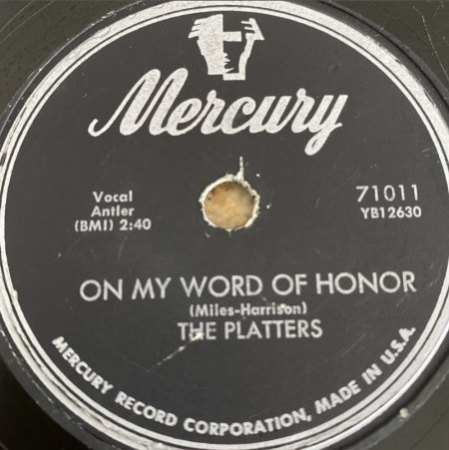 Mercury
Vocal
Antler
(BMI) 2:40
71011
YB12630
ON MY WORD OF HONOR
(Miles-Harrison)
THE PLATTERS
MERCURY RECORD CORPORATION, MADE IN U.S.A.